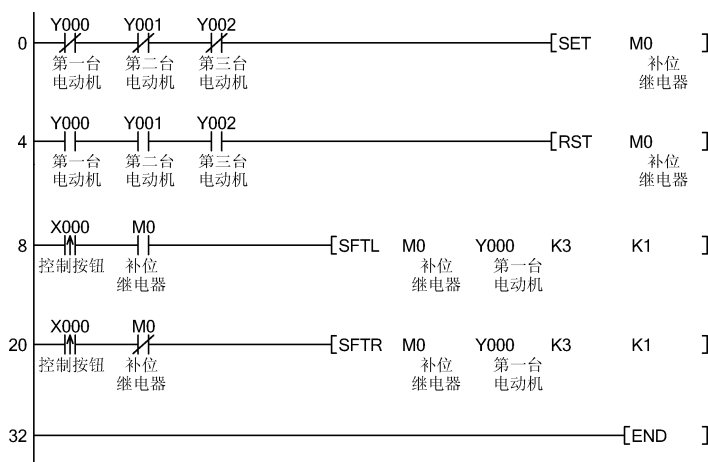 Y000 Y001 Y002
0 [SET M0 ]
第一台 第二台 第三台 补位
电动机 电动机 电动机 继电器
Y000 Y001 Y002
4 [RST M0 ]
第一台 第二台 第三台 补位
电动机 电动机 电动机 继电器
X000 M0
8 [SFTL M0 Y000 K3 K1 ]
控制按钮 补位 补位 第一台
继电器 继电器 电动机
X000 M0
20 [SFTR M0 Y000 K3 K1 ]
控制按钮 补位 补位 第一台
继电器 继电器 电动机
32 [END ]